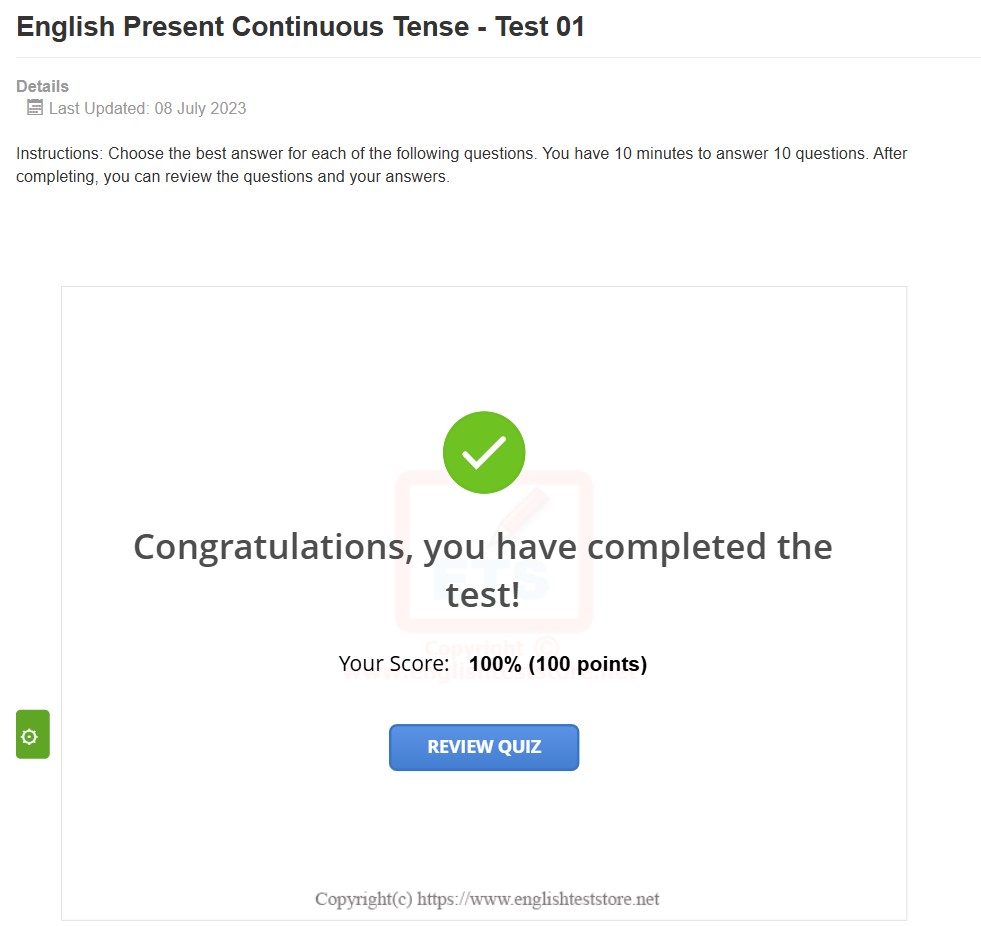 English Present Continuous Tense - Test 01
Details
Last Updated: 08 July 2023
Instructions: Choose the best answer for each of the following questions. You have 10 minutes to answer 10 questions. After
completing, you can review the questions and your answers.
Congratulations, you have completed the
test!
ETS
Copyright ©
www.englishteststore.net
Your Score: 100% (100 points)
REVIEW QUIZ
Copyright(c) https://www.englishteststore.net